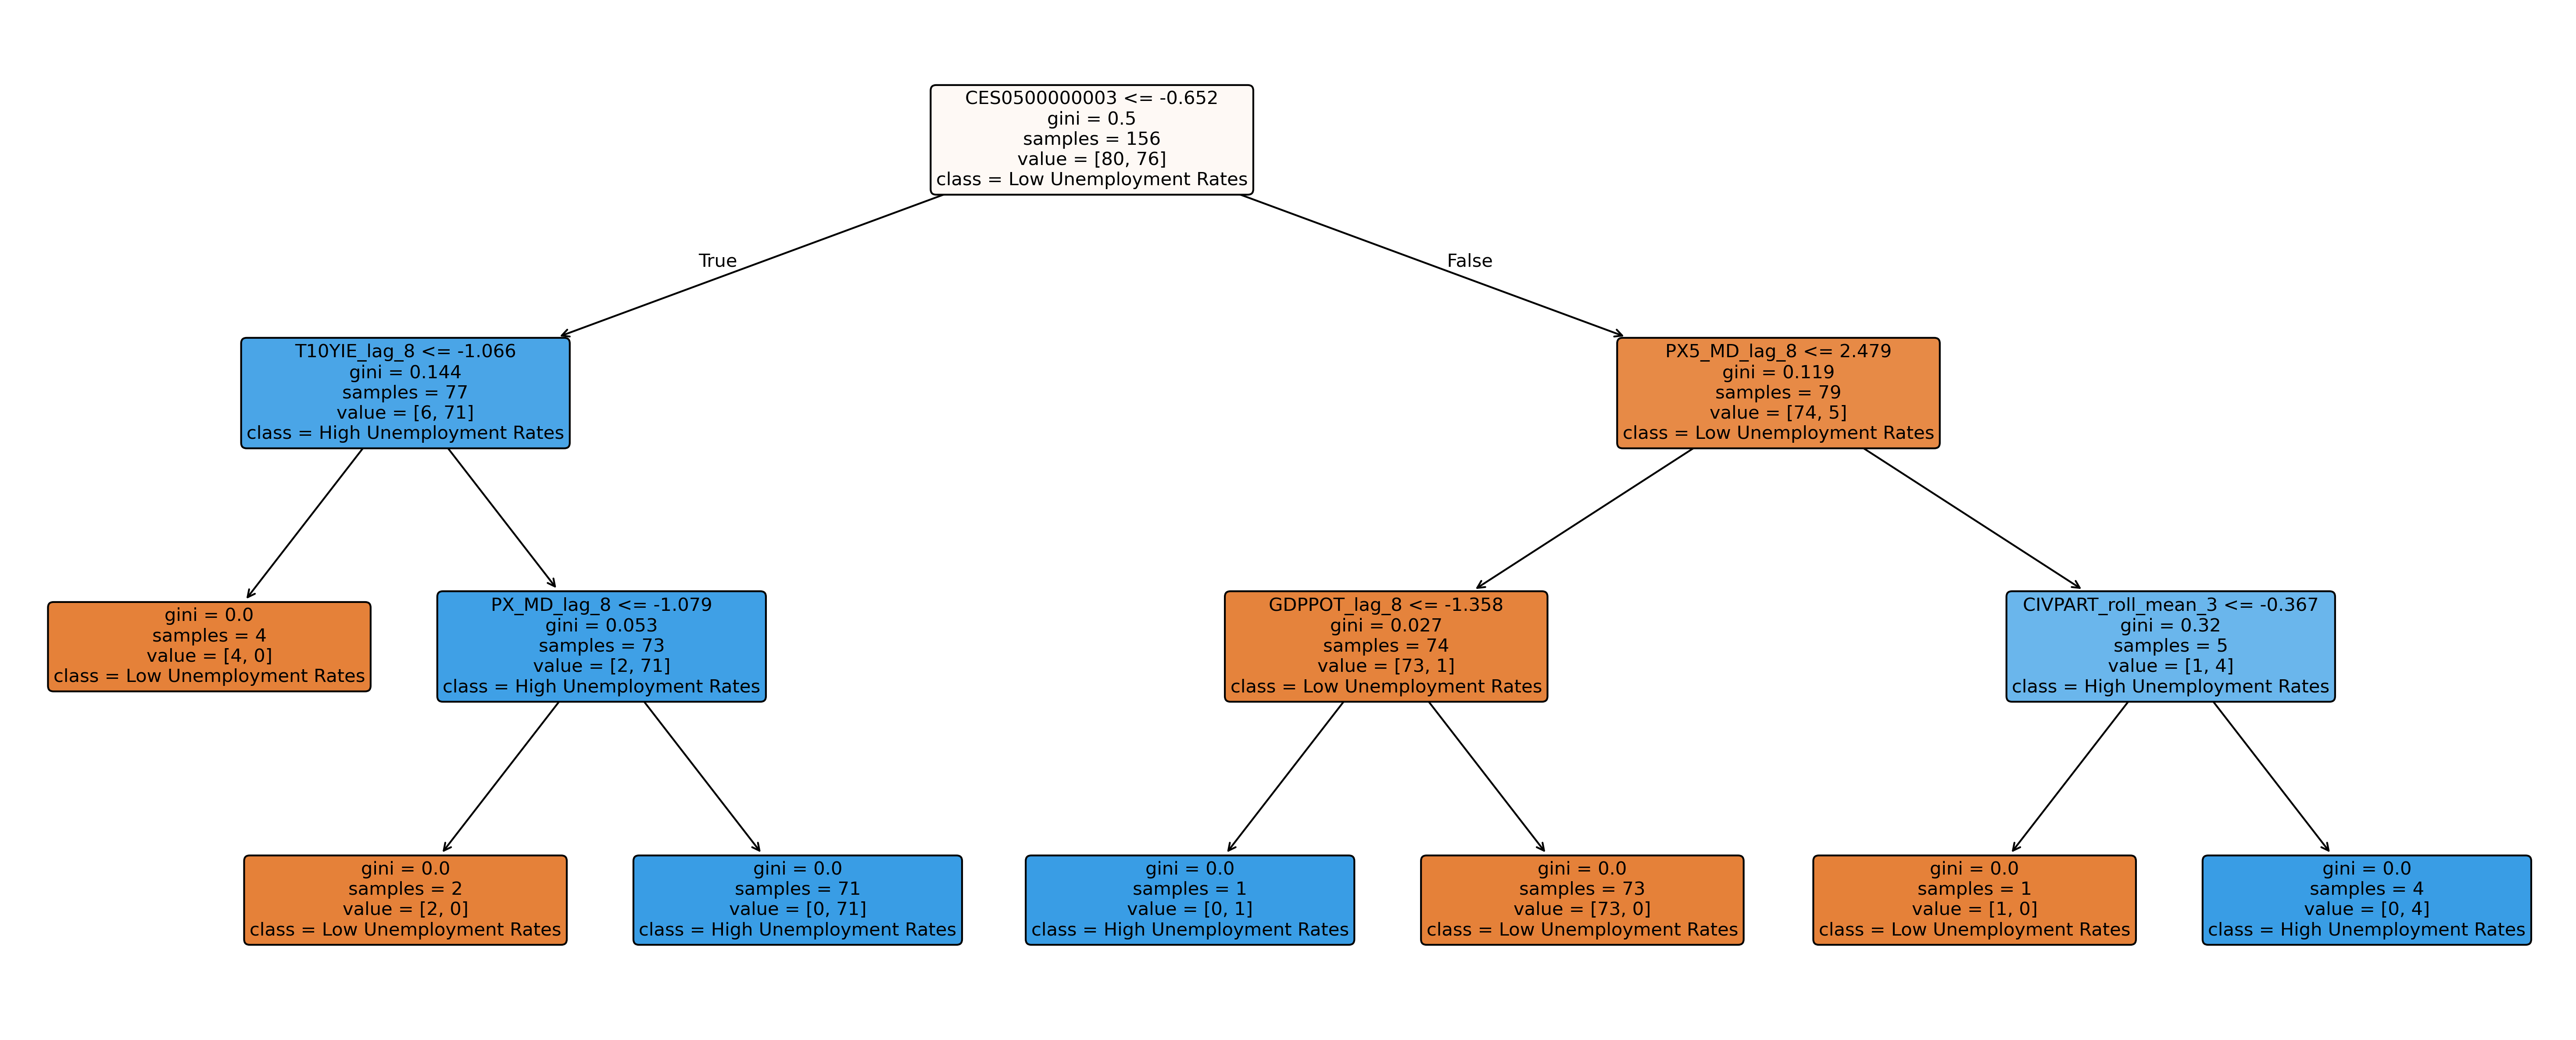 CES0500000003 <= -0.652
gini = 0.5
samples = 156
value = [80, 76]
class = Low Unemployment Rates
True
False
T10YIE_lag_8 <= -1.066
gini = 0.144
samples = 77
value = [6, 71]
class = High Unemployment Rates
PX5_MD_lag_8 <= 2.479
gini = 0.119
samples = 79
value = [74, 5]
class = Low Unemployment Rates
gini = 0.0
samples = 4
value = [4, 0]
class = Low Unemployment Rates
PX_MD_lag_8 <= -1.079
gini = 0.053
samples = 73
value = [2, 71]
class = High Unemployment Rates
GDPPOT_lag_8 <= -1.358
gini = 0.027
samples = 74
value = [73, 1]
class = Low Unemployment Rates
CIVPART_roll_mean_3 <= -0.367
gini = 0.32
samples = 5
value = [1, 4]
class = High Unemployment Rates
gini = 0.0
samples = 2
value = [2, 0]
class = Low Unemployment Rates
gini = 0.0
samples = 71
value = [0, 71]
class = High Unemployment Rates
gini = 0.0
samples = 1
value = [0, 1]
class = High Unemployment Rates
gini = 0.0
samples = 73
value = [73, 0]
class = Low Unemployment Rates
gini = 0.0
samples = 1
value = [1, 0]
class = Low Unemployment Rates
gini = 0.0
samples = 4
value = [0, 4]
class = High Unemployment Rates